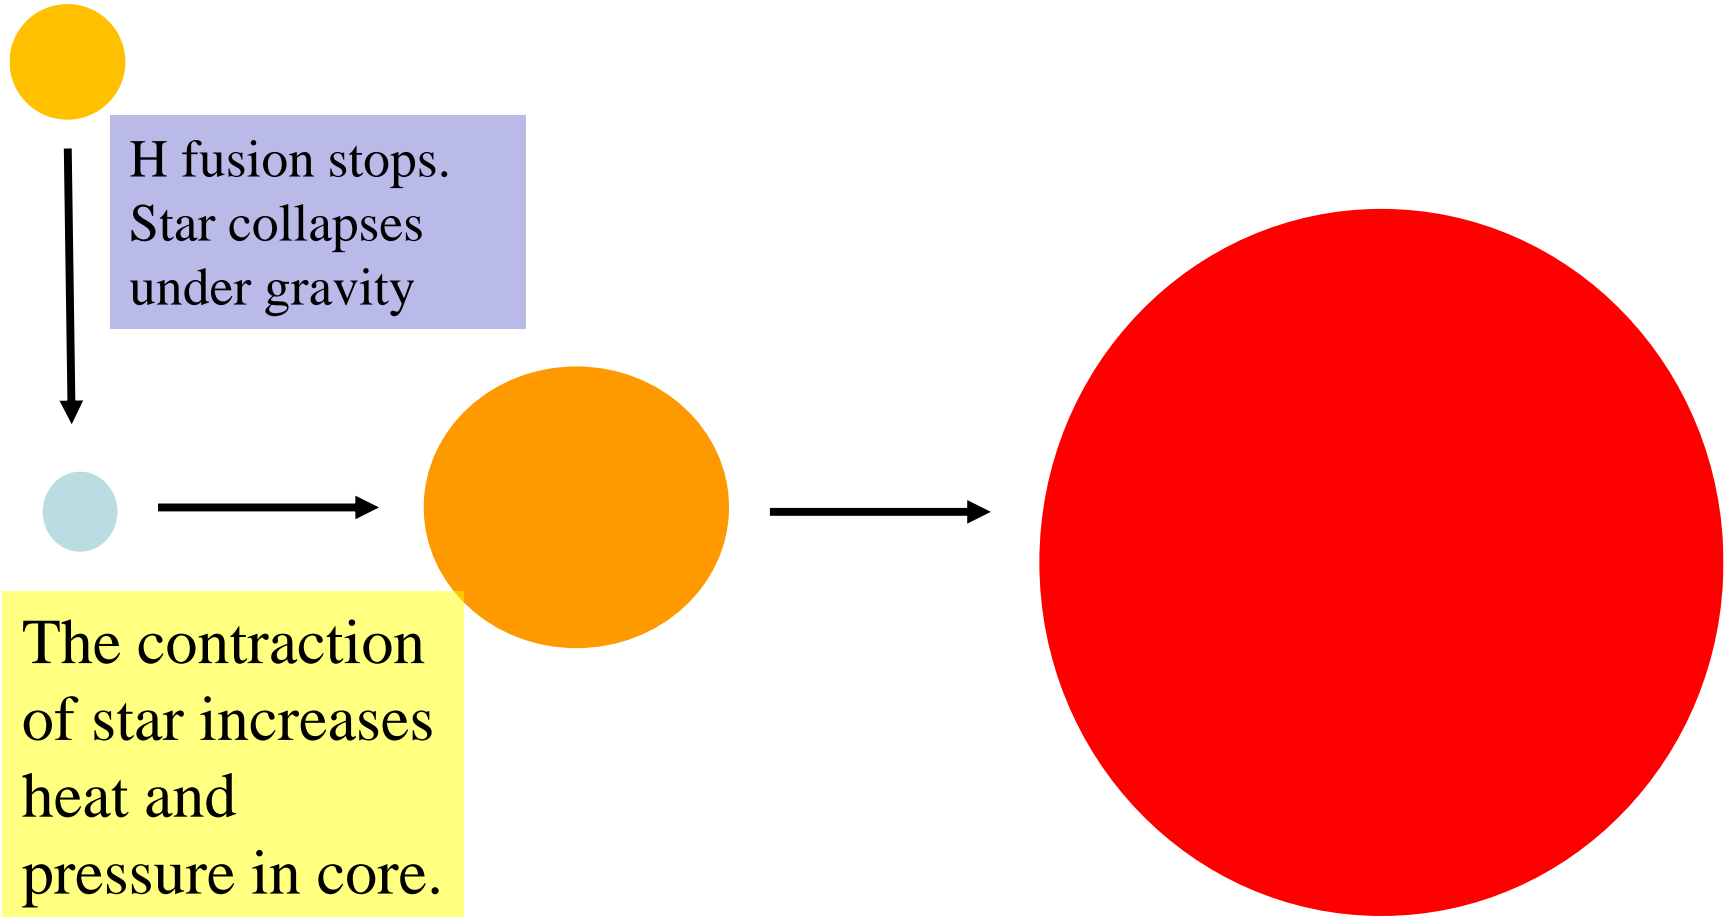 H fusion stops.
Star collapses
under gravity
The contraction
of star increases
heat and
pressure in core.